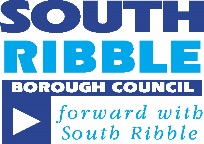 SOUTH
RIBBLE
BOROUGH COUNCIL
forward with
South Ribble